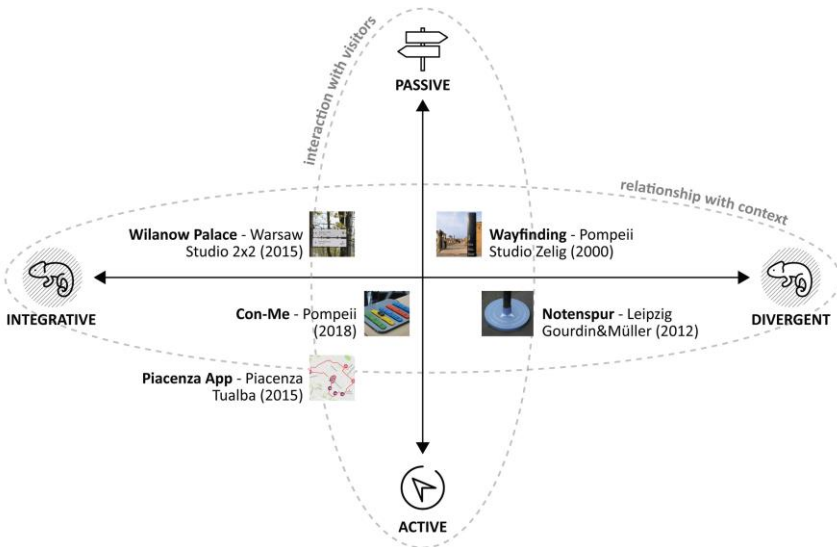 PASSIVE
interaction with visitors
relationship with context
Wilanow Palace - Warsaw
Studio 2x2 (2015)
Wayfinding - Pompeii
Studio Zelig (2000)
INTEGRATIVE
DIVERGENT
Con-Me - Pompeii
(2018)
Notenspur - Leipzig
Gourdin&Müller (2012)
Piacenza App - Piacenza
Tualba (2015)
ACTIVE